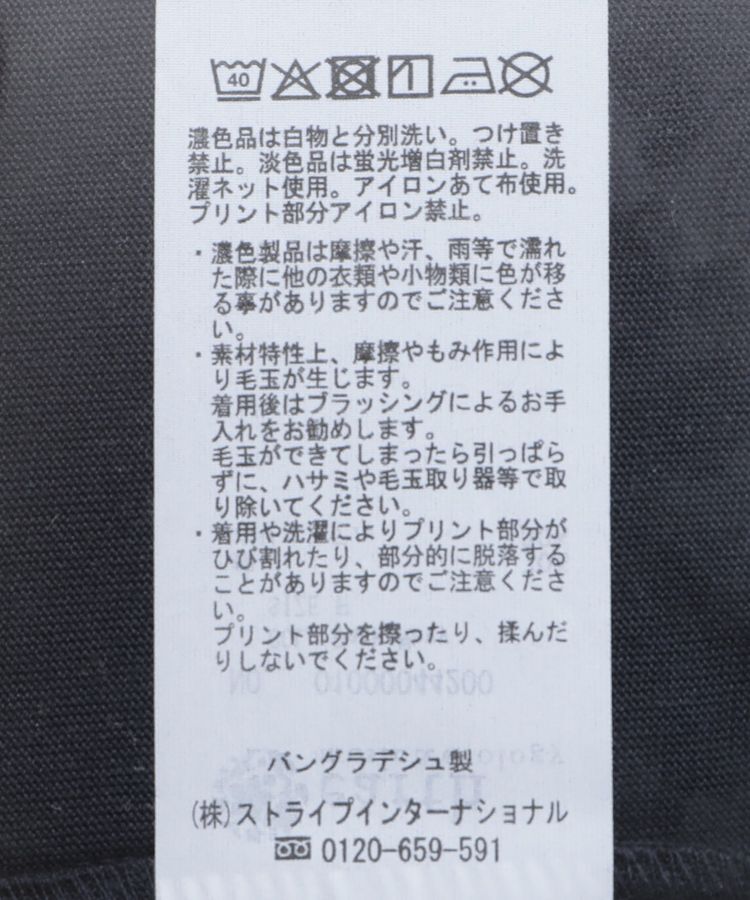 40
濃色品は白物と分別洗い。つけ置き
禁止。淡色品は蛍光増白剤禁止。洗
濯ネット使用。アイロンあて布使用。
プリント部分アイロン禁止。
・濃色製品は摩擦や汗、雨等で濡れ
た際に他の衣類や小物類に色が移
る事がありますのでご注意くださ
い。
・素材特性上、摩擦やもみ作用によ
り毛玉が生じます。
着用後はブラッシングによるお手
入れをお勧めします。
毛玉ができてしまったら引っぱら
ずに、ハサミや毛玉取り器等で取
り除いてください。
・着用や洗濯によりプリント部分が
ひび割れたり、部分的に脱落する
ことがありますのでご注意くださ
い。
プリント部分を擦ったり、揉んだ
りしないでください。
バングラデシュ製
(株)ストライプインターナショナル
0120-659-591